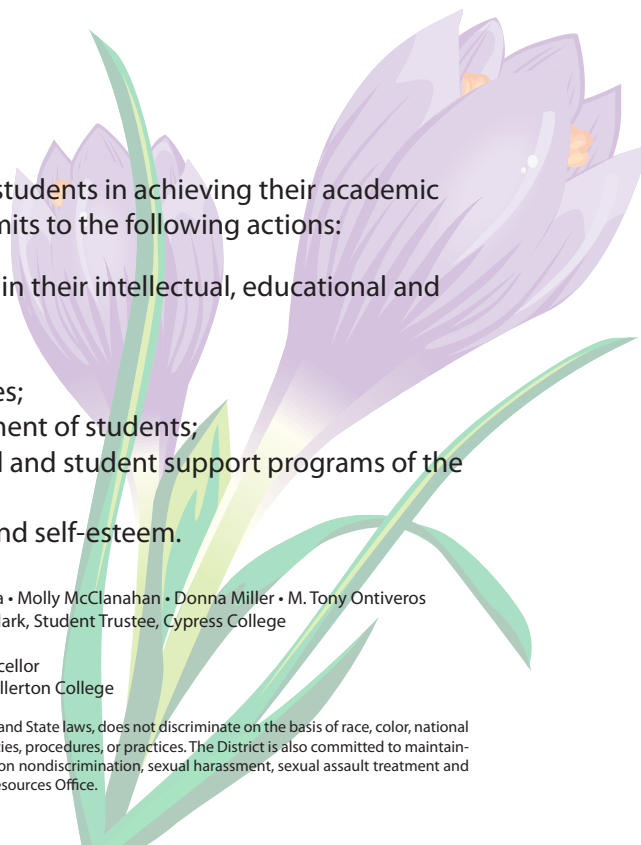 students in achieving their academic
mits to the following actions:
in their intellectual, educational and
es;
ment of students;
l and student support programs of the
nd self-esteem.
a • Molly McClanahan • Donna Miller • M. Tony Ontiveros
lark, Student Trustee, Cypress College
cellor
llerton College
and State laws, does not discriminate on the basis of race, color, national
ies, procedures, or practices. The District is also committed to maintain-
on nondiscrimination, sexual harassment, sexual assault treatment and
esources Office.